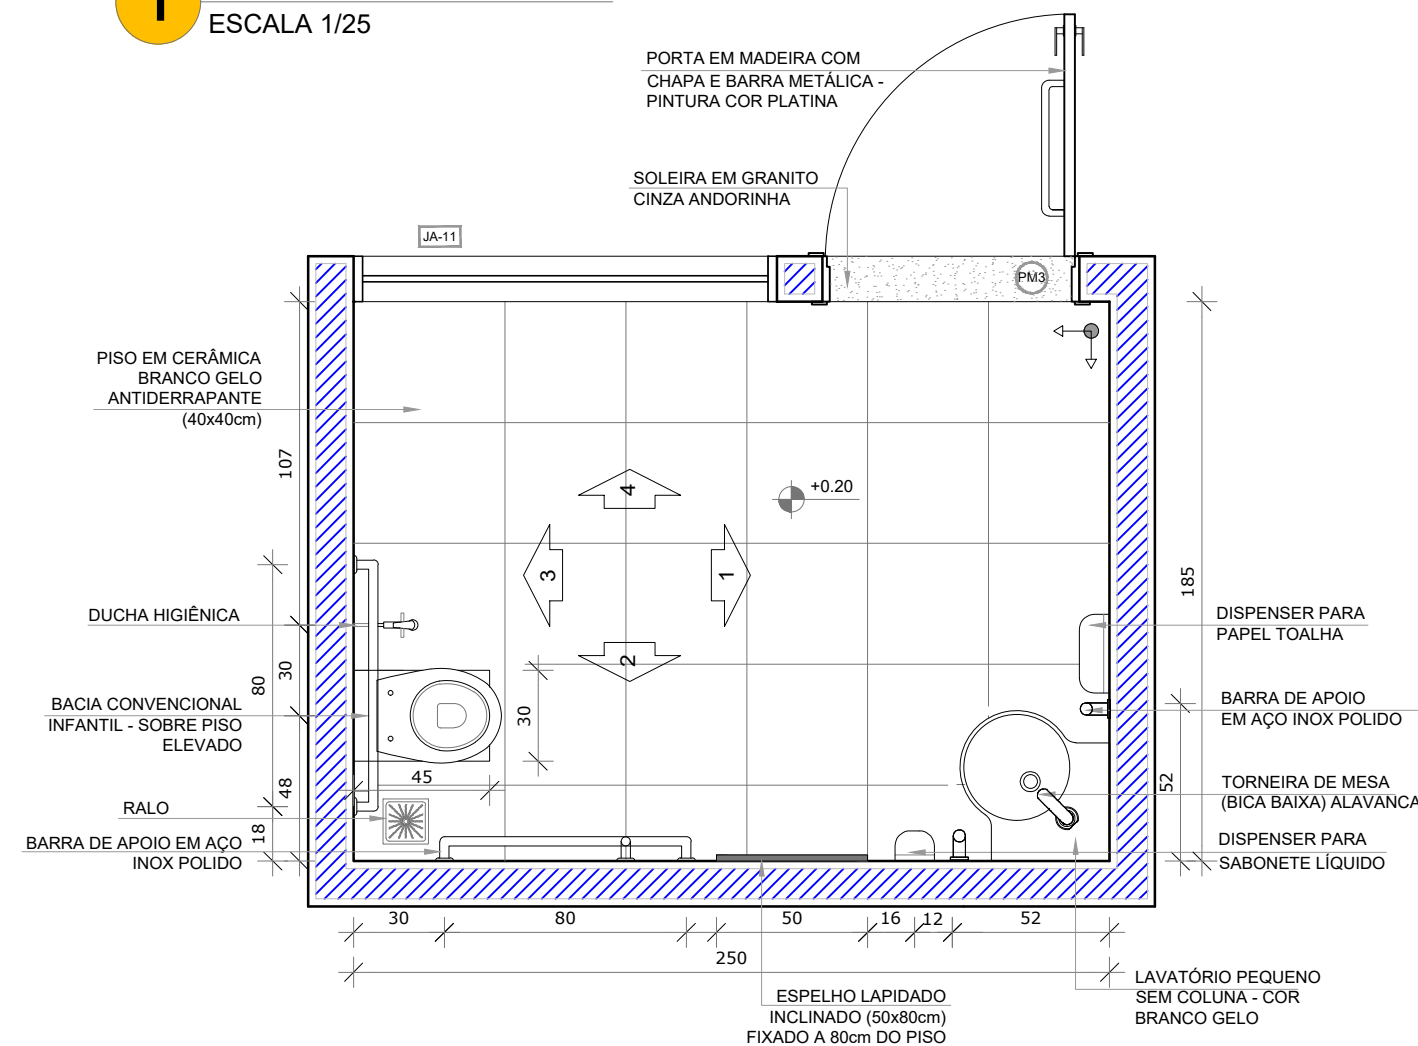 1
ESCALA 1/25
PORTA EM MADEIRA COM
CHAPA E BARRA METÁLICA -
PINTURA COR PLATINA
SOLEIRA EM GRANITO
CINZA ANDORINHA
JA-11
PM3
PISO EM CERÂMICA
BRANCO GELO
ANTIDERRAPANTE
(40x40cm)
107
4
+0.20
3
1
2
185
DUCHA HIGIÊNICA
DISPENSER PARA
PAPEL TOALHA
80
30
BACIA CONVENCIONAL
INFANTIL - SOBRE PISO
ELEVADO
30
BARRA DE APOIO
EM AÇO INOX POLIDO
45
48
52
TORNEIRA DE MESA
(BICA BAIXA) ALAVANCA
RALO
18
BARRA DE APOIO EM AÇO
INOX POLIDO
DISPENSER PARA
SABONETE LÍQUIDO
30
80
50
16
12
52
250
ESPELHO LAPIDADO
INCLINADO (50x80cm)
FIXADO A 80cm DO PISO
LAVATÓRIO PEQUENO
SEM COLUNA - COR
BRANCO GELO